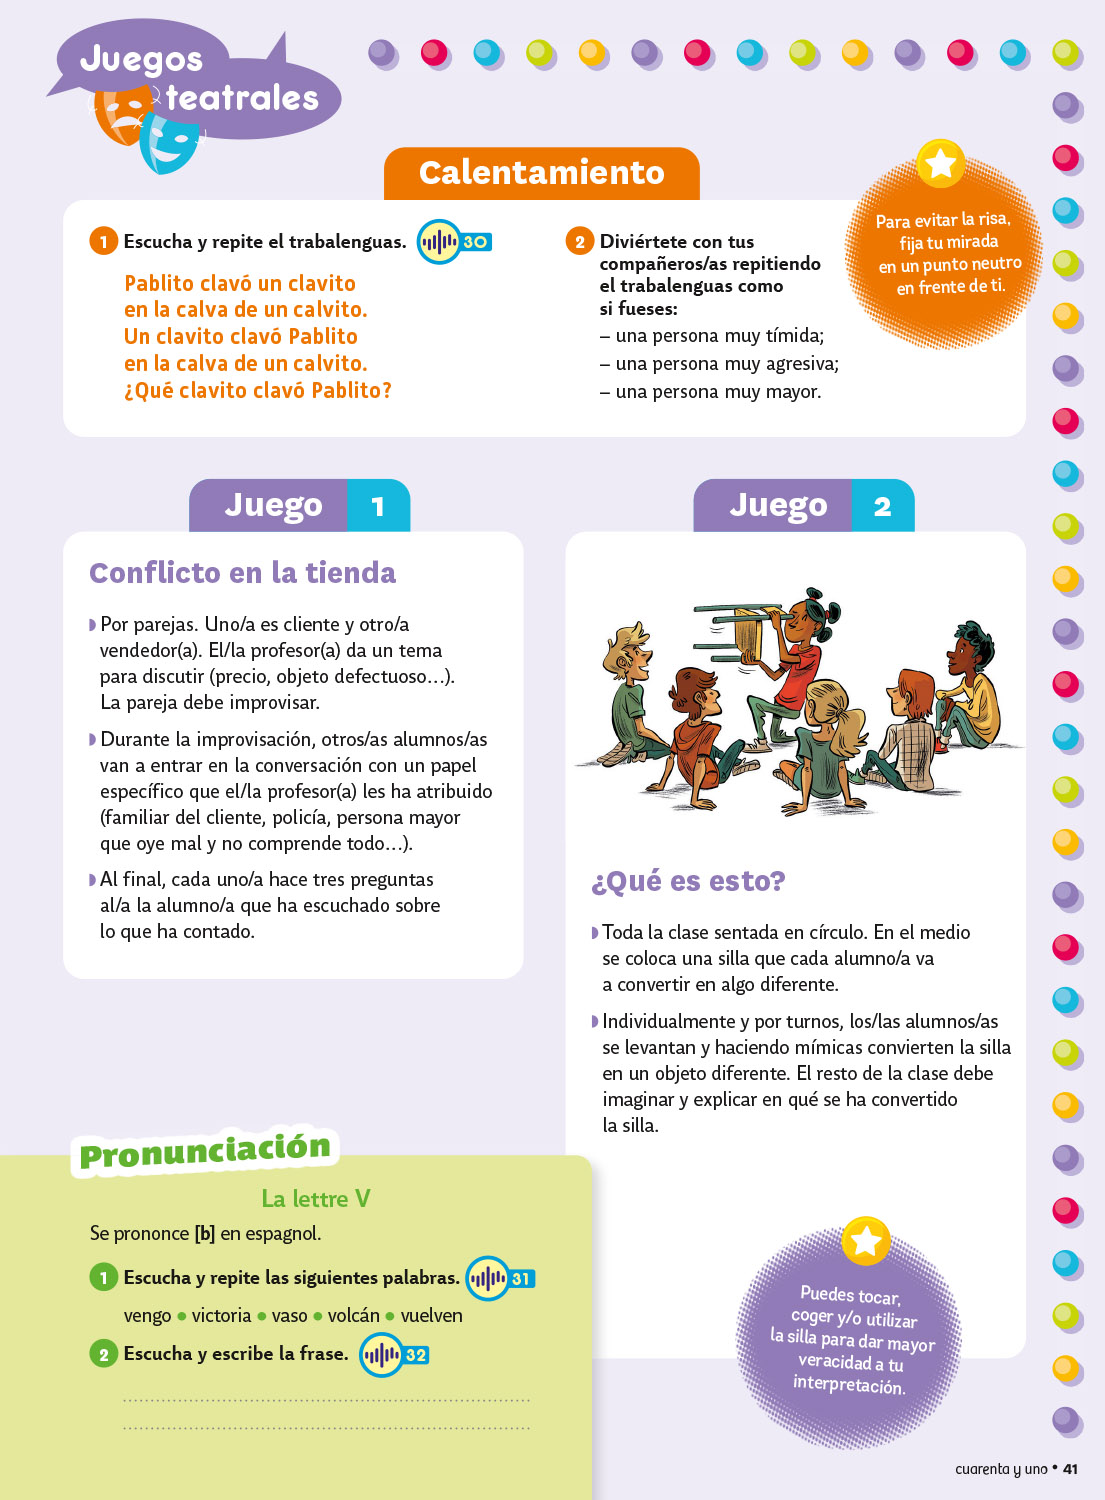 Juegos
teatrales
Calentamiento
1 Escucha y repite el trabalenguas. 30
Pablito clavó un clavito
en la calva de un calvito.
Un clavito clavó Pablito
en la calva de un calvito.
¿Qué clavito clavó Pablito?
2 Diviértete con tus
compañeros/as repitiendo
el trabalenguas como
si fueses:
– una persona muy tímida;
– una persona muy agresiva;
– una persona muy mayor.
Para evitar la risa,
fija tu mirada
en un punto neutro
en frente de ti.
Juego 1
Conflicto en la tienda
Por parejas. Uno/a es cliente y otro/a
vendedor(a). El/la profesor(a) da un tema
para discutir (precio, objeto defectuoso…).
La pareja debe improvisar.
Durante la improvisación, otros/as alumnos/as
van a entrar en la conversación con un papel
específico que el/la profesor(a) les ha atribuido
(familiar del cliente, policía, persona mayor
que oye mal y no comprende todo…).
Al final, cada uno/a hace tres preguntas
al/a la alumno/a que ha escuchado sobre
lo que ha contado.
Juego 2
¿Qué es esto?
Toda la clase sentada en círculo. En el medio
se coloca una silla que cada alumno/a va
a convertir en algo diferente.
Individualmente y por turnos, los/las alumnos/as
se levantan y haciendo mímicas convierten la silla
en un objeto diferente. El resto de la clase debe
imaginar y explicar en qué se ha convertido
la silla.
Puedes tocar,
coger y/o utilizar
la silla para dar mayor
veracidad a tu
interpretación.
Pronunciación
La lettre V
Se prononce [b] en espagnol.
1 Escucha y repite las siguientes palabras. 31
vengo • victoria • vaso • volcán • vuelven
2 Escucha y escribe la frase. 32
cuarenta y uno • 41